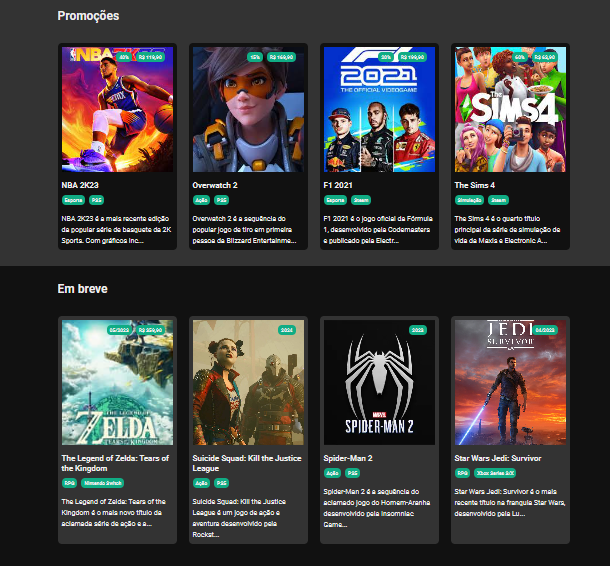 Promoções
NBA 2K23
40%
R$ 119,90
NBA 2K23
Esporte
PS5
NBA 2K23 é a mais recente edição
da popular série de basquete da 2K
Sports. Com gráficos inc...
15%
R$ 169,90
Overwatch 2
Ação
PS5
Overwatch 2 é a sequência do
popular jogo de tiro em primeira
pessoa da Blizzard Entertainme...
R$ 199,90
2021
THE OFFICIAL VIDEOGAME
F1 2021
Esporte
Steam
F1 2021 é o jogo oficial da Fórmula
1, desenvolvido pela Codemasters
e publicado pela Electr...
60%
The SIMS 4
The Sims 4
Simulação
Steam
The Sims 4 é o quarto título
principal da série de simulação de
vida da Maxis e Electronic A...
Em breve
05/2023
R$ 359,90
THE LEGEND OF
ZELDA
TEARS OF THE KINGDOM
The Legend of Zelda: Tears of
the Kingdom
RPG
Nintendo Switch
The Legend of Zelda: Tears of the
Kingdom é o mais novo título da
aclamada série de ação e a...
2024
Suicide Squad: Kill the Justice
League
Ação
PS5
Suicide Squad: Kill the Justice
League é um jogo de ação e
aventura desenvolvido pela
Rockst...
2023
MARVEL
SPIDER-MAN 2
Spider-Man 2
Ação
PS5
Spider-Man 2 é a sequência do
aclamado jogo do Homem-Aranha
desenvolvido pela Insomniac
Game...
04/2023
JEDI
SURVIVOR
Star Wars Jedi: Survivor
RPG
Xbox Series S/X
Star Wars Jedi: Survivor é o mais
recente título na franquia Star Wars,
desenvolvido pela Lu...